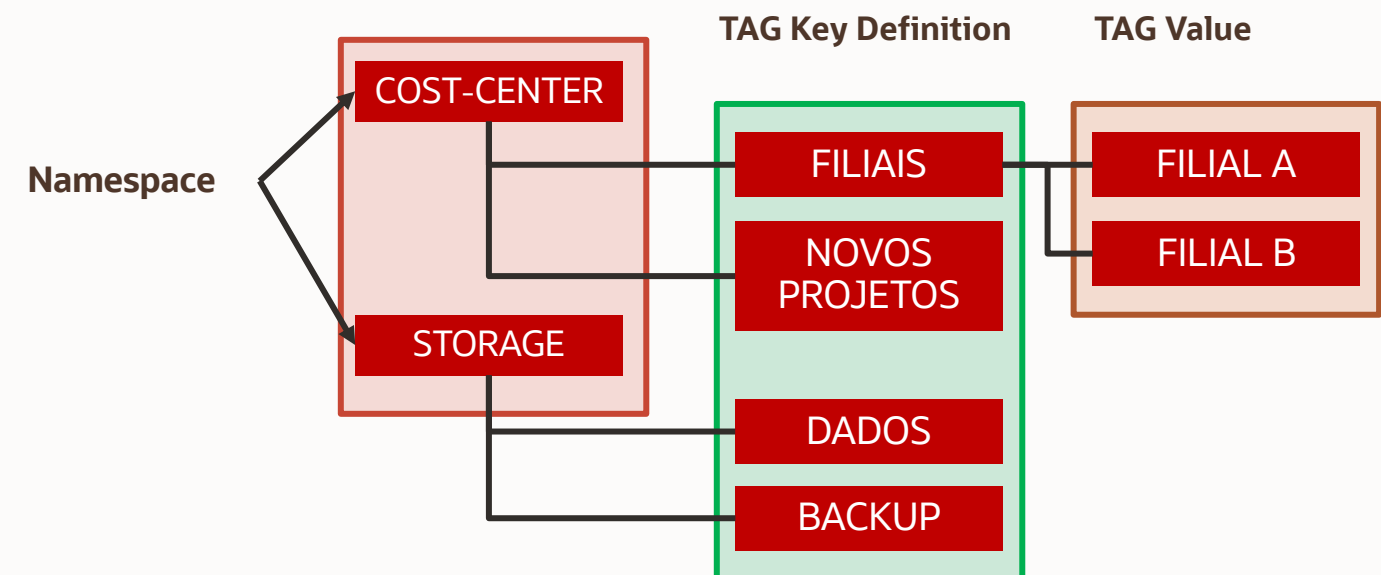 TAG Key Definition
TAG Value
Namespace
COST-CENTER
STORAGE
FILIAIS
NOVOS
PROJETOS
DADOS
BACKUP
FILIAL A
FILIAL B